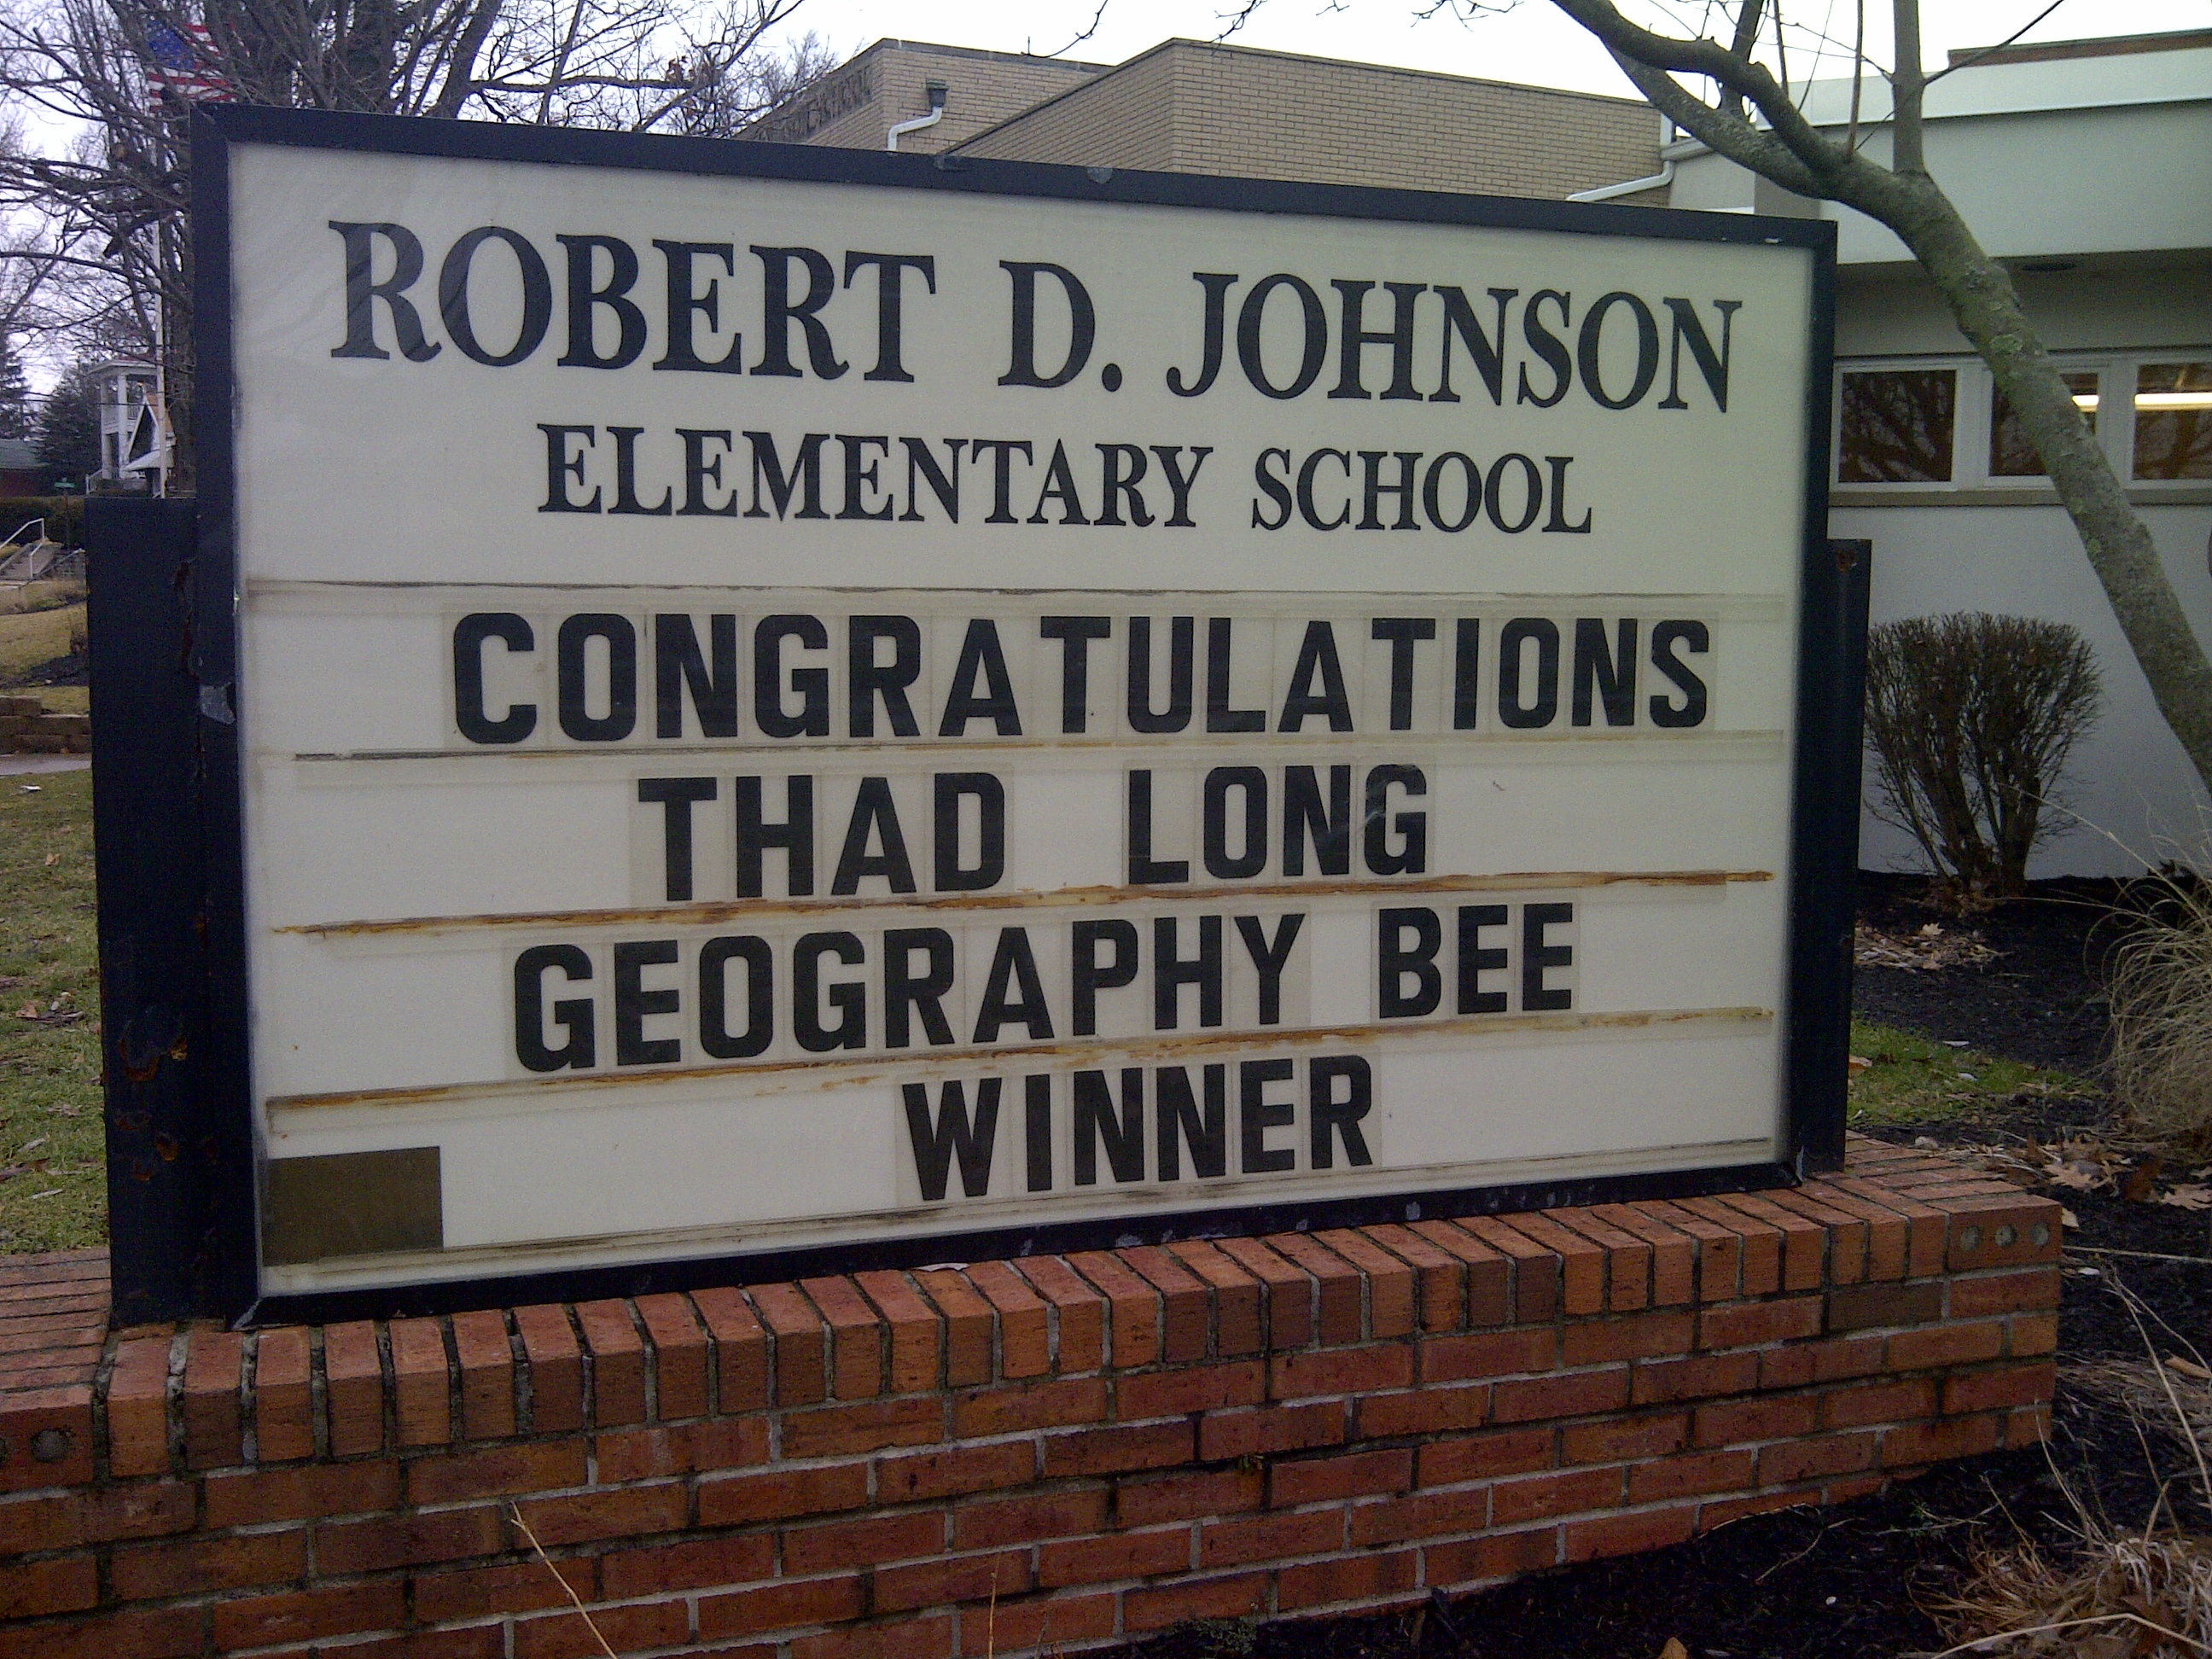 ROBERT D. JOHNSON
ELEMENTARY SCHOOL
CONGRATULATIONS
THAD LONG
GEOGRAPHY BEE
WINNER